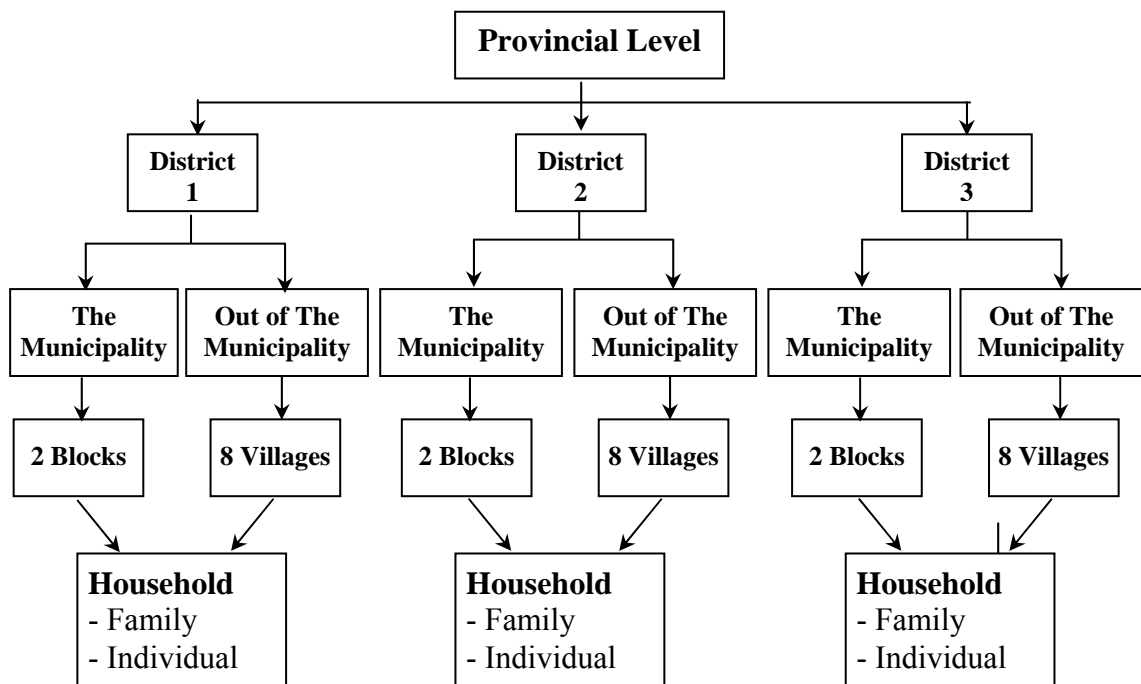 Provincial Level
District
1
District
2
District
3
The
Municipality
Out of The
Municipality
The
Municipality
Out of The
Municipality
The
Municipality
Out of The
Municipality
2 Blocks
8 Villages
2 Blocks
8 Villages
2 Blocks
8 Villages
Household
- Family
- Individual
Household
- Family
- Individual
Household
- Family
- Individual